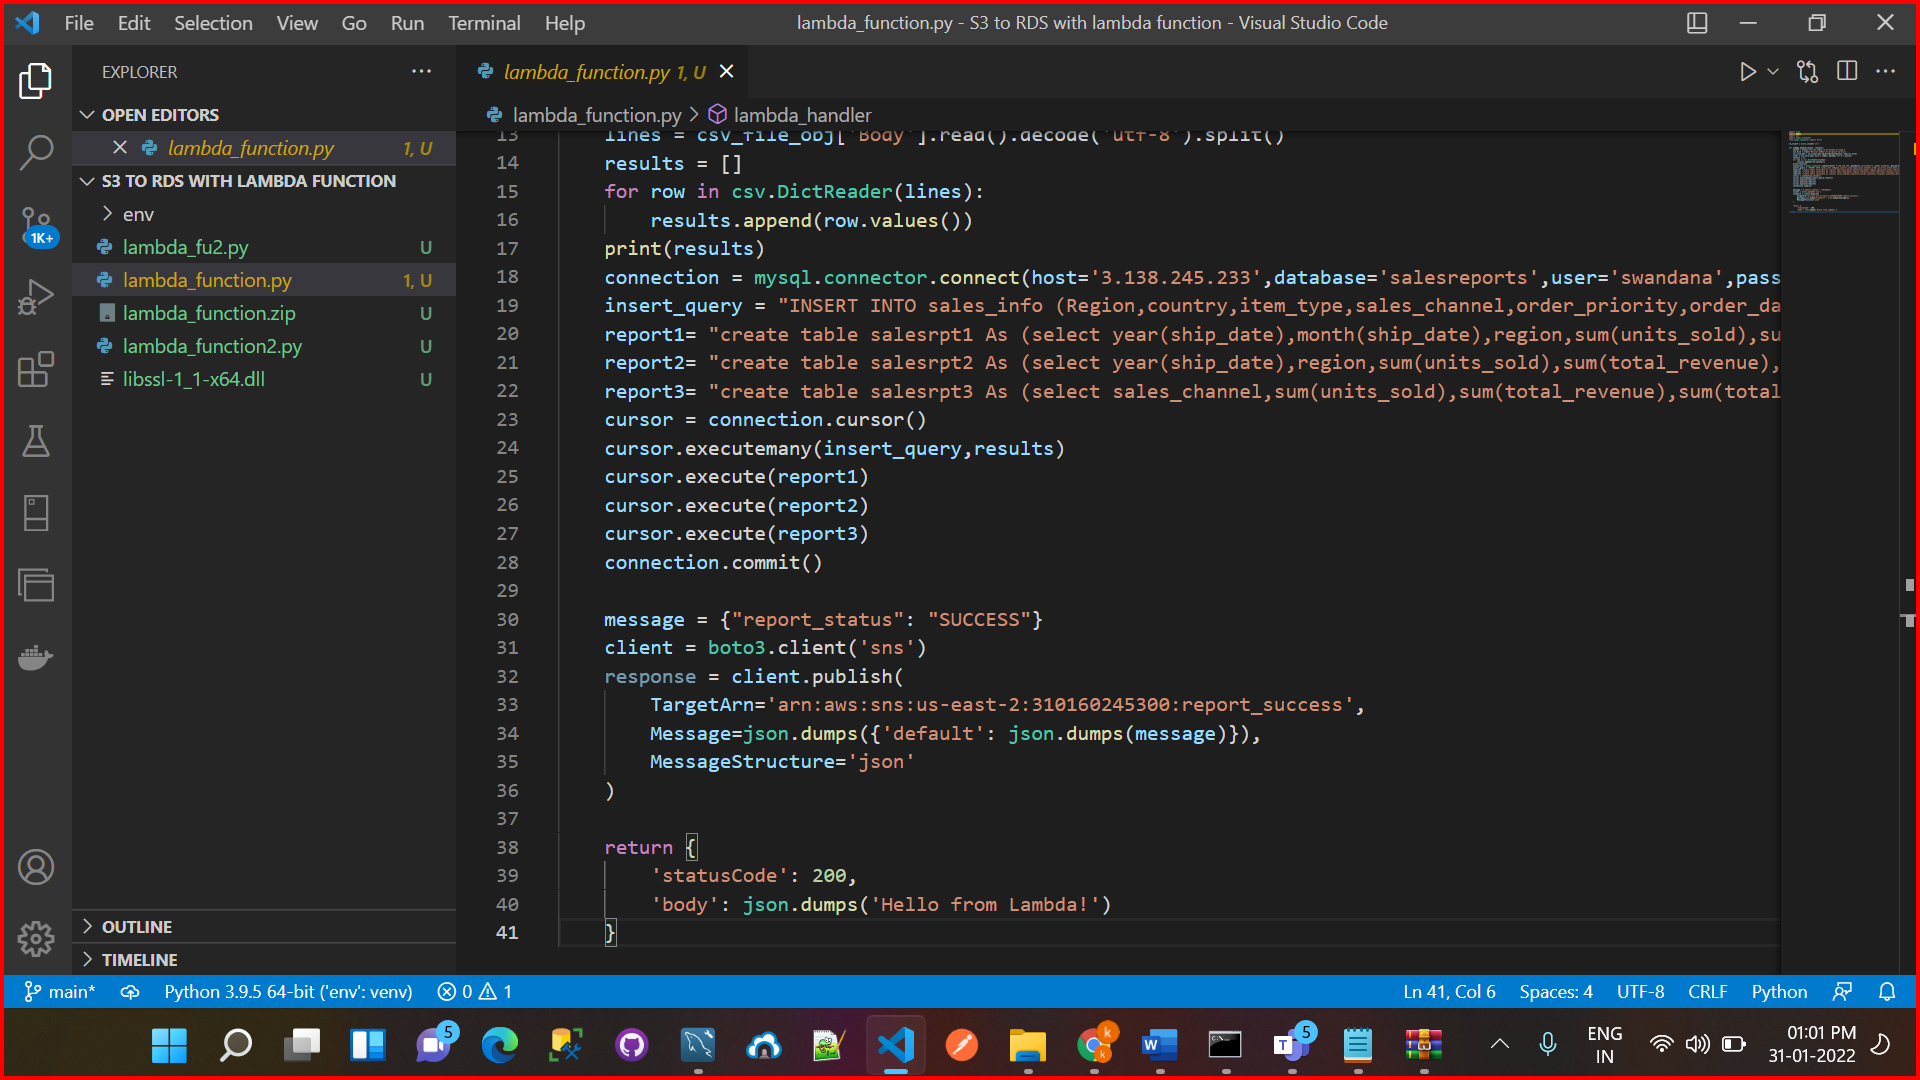 File Edit Selection View Go Run Terminal Help
lambda_function.py - S3 to RDS with lambda function - Visual Studio Code
EXPLORER
OPEN EDITORS
lambda_function.py 1, U
S3 TO RDS WITH LAMBDA FUNCTION
env
lambda_fu2.py U
lambda_function.py 1, U
lambda_function.zip U
lambda_function2.py U
libssl-1_1-x64.dll U
OUTLINE
TIMELINE
1K+
lambda_function.py 1, U
lambda_function.py > lambda_handler
13 lines = csv_file_obj['Body'].read().decode('utf-8').split()
14 results = []
15 for row in csv.DictReader(lines):
16 results.append(row.values())
17 print(results)
18 connection = mysql.connector.connect(host='3.138.245.233',database='salesreports',user='swandana',pass
19 insert_query = "INSERT INTO sales_info (Region,country,item_type,sales_channel,order_priority,order_da
20 report1= "create table salesrpt1 As (select year(ship_date),month(ship_date),region,sum(units_sold),su
21 report2= "create table salesrpt2 As (select year(ship_date),region,sum(units_sold),sum(total_revenue),
22 report3= "create table salesrpt3 As (select sales_channel,sum(units_sold),sum(total_revenue),sum(total
23 cursor = connection.cursor()
24 cursor.executemany(insert_query,results)
25 cursor.execute(report1)
26 cursor.execute(report2)
27 cursor.execute(report3)
28 connection.commit()
29
30 message = {"report_status": "SUCCESS"}
31 client = boto3.client('sns')
32 response = client.publish(
33 TargetArn='arn:aws:sns:us-east-2:310160245300:report_success',
34 Message=json.dumps({'default': json.dumps(message)}),
35 MessageStructure='json'
36 )
37
38 return {
39 'statusCode': 200,
40 'body': json.dumps('Hello from Lambda!')
41 }
main* Python 3.9.5 64-bit ('env': venv) 0 1
Ln 41, Col 6 Spaces: 4 UTF-8 CRLF Python
5 k k W T 5
ENG
IN
01:01 PM
31-01-2022